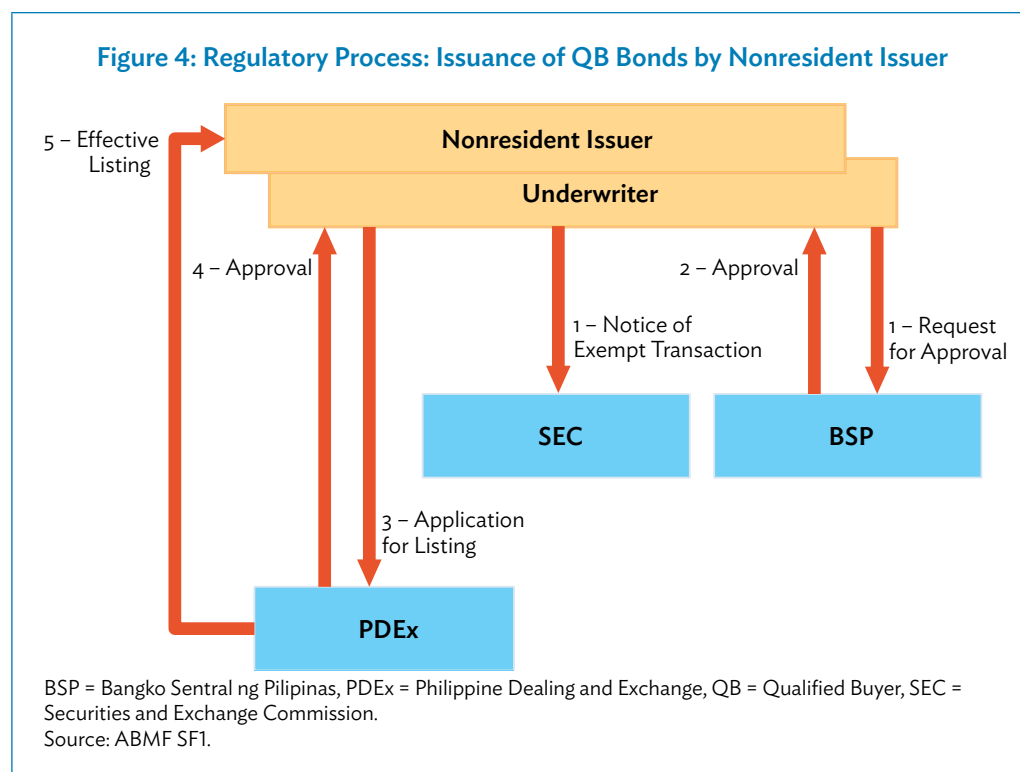 Figure 4: Regulatory Process: Issuance of QB Bonds by Nonresident Issuer
5 – Effective
Listing
Nonresident Issuer
Underwriter
4 – Approval
2 – Approval
1 – Notice of
Exempt Transaction
1 – Request
for Approval
SEC
BSP
3 – Application
for Listing
PDEx
BSP = Bangko Sentral ng Pilipinas, PDEx = Philippine Dealing and Exchange, QB = Qualified Buyer, SEC =
Securities and Exchange Commission.
Source: ABMF SF1.